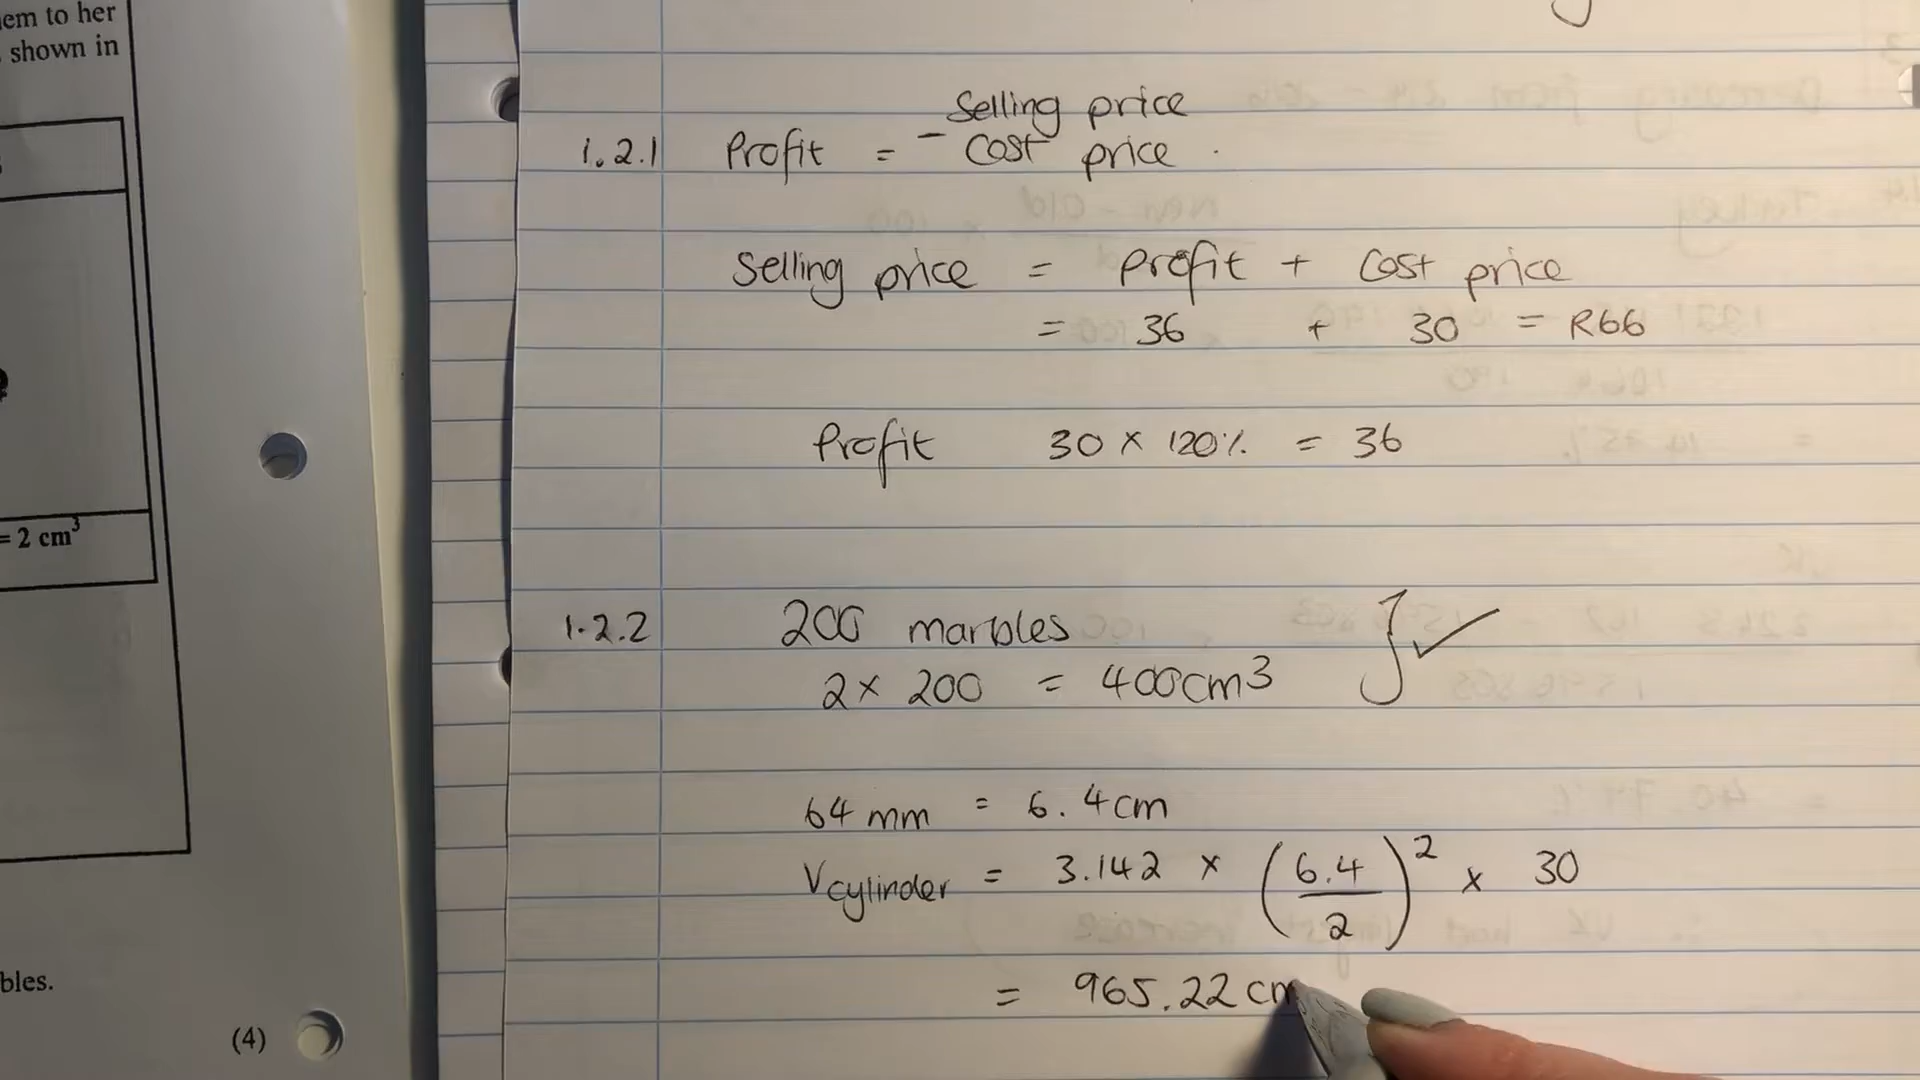 em to her
shown in
= 2 cm³
bles.
(4)
1.2.1 Profit = - Selling price
Cost price .
Selling price = profit + Cost price
= 36 + 30 = R66
Profit 30 × 120% = 36
1.2.2 200 marbles
2 × 200 = 400cm3
64 mm = 6.4cm
Vcylinder = 3.142 × (6.4/2)² × 30
= 965.22 cm